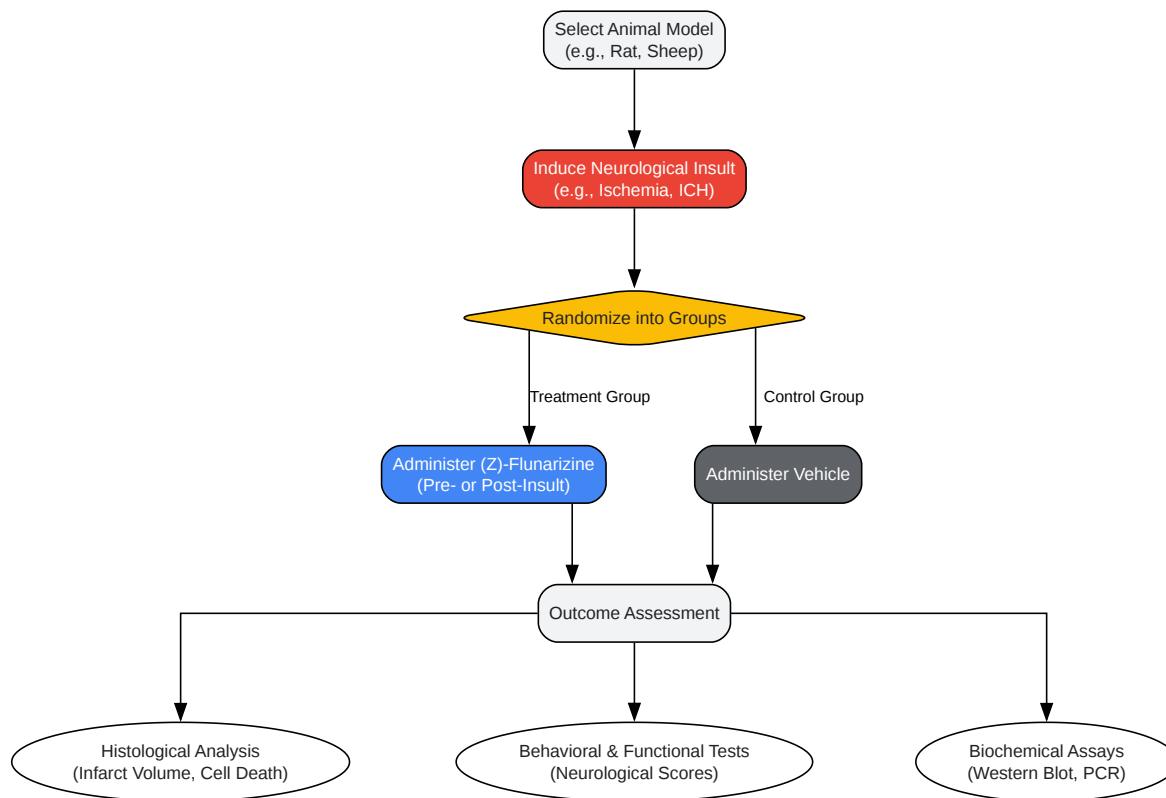 Select Animal Model
(e.g., Rat, Sheep)
Induce Neurological Insult
(e.g., Ischemia, ICH)
Randomize into Groups
Treatment Group
Control Group
Administer (Z)-Flunarizine
(Pre- or Post-Insult)
Administer Vehicle
Outcome Assessment
Histological Analysis
(Infarct Volume, Cell Death)
Behavioral & Functional Tests
(Neurological Scores)
Biochemical Assays
(Western Blot, PCR)